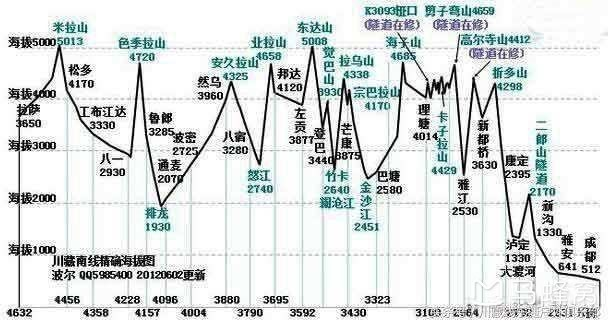 海拔5000
海拔4000
海拔3000
海拔2000
海拔1000
拉萨
3650
米拉山
5013
松多
4170
工布江达
3330
八一
2930
色季拉山
4720
鲁郎
3285
排龙
1930
通麦
2070
波密
2725
然乌
3960
安久拉山
4325
八宿
3280
怒江
2740
业拉山
4658
邦达
4120
左贡
3877
东达山
5008
登巴
3440
觉巴山
3930
竹卡
2640
澜沧江
拉乌山
4338
芒康
3875
宗巴拉山
4170
金沙江
2451
巴塘
2580
海子山
4685
K3093垭口
(隧道在修)
理塘
4014
卡子拉山
4429
剪子弯山4659
(隧道在修)
雅江
2530
高尔寺山4412
(隧道在修)
新都桥
3630
折多山
4298
康定
2395
泸定
1330
大渡河
二郎山隧道
2170
新沟
1330
雅安
641
成都
512
川藏南线精确海拔图
波尔 QQ5985400 20120602更新
4632
4456
4228
4096
4004
3880
3695
3597
3323
3100
2964